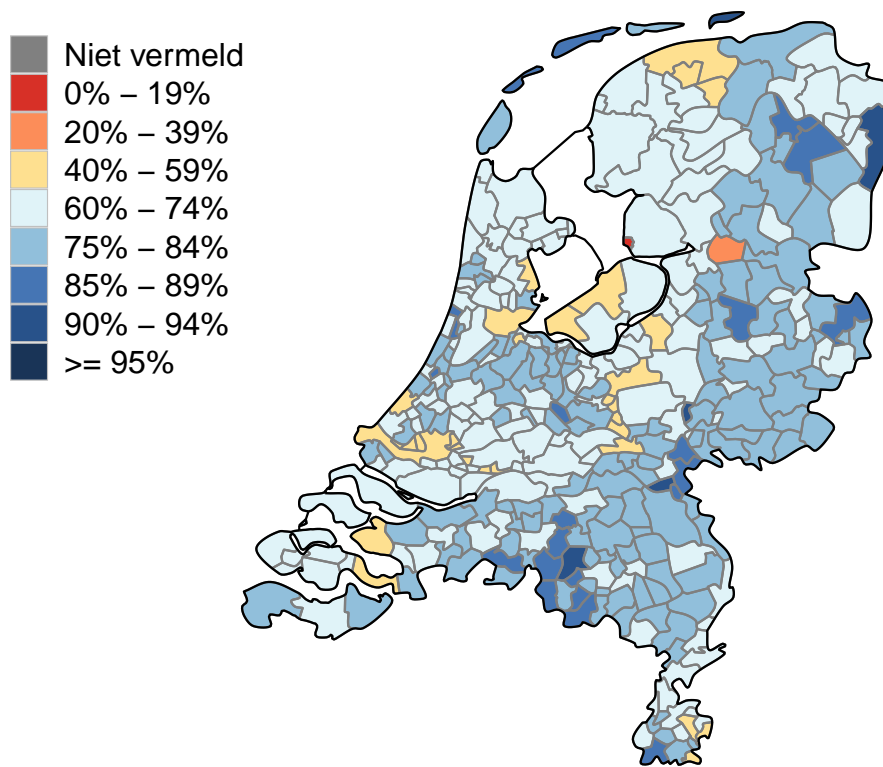 Niet vermeld
0% – 19%
20% – 39%
40% – 59%
60% – 74%
75% – 84%
85% – 89%
90% – 94%
>= 95%